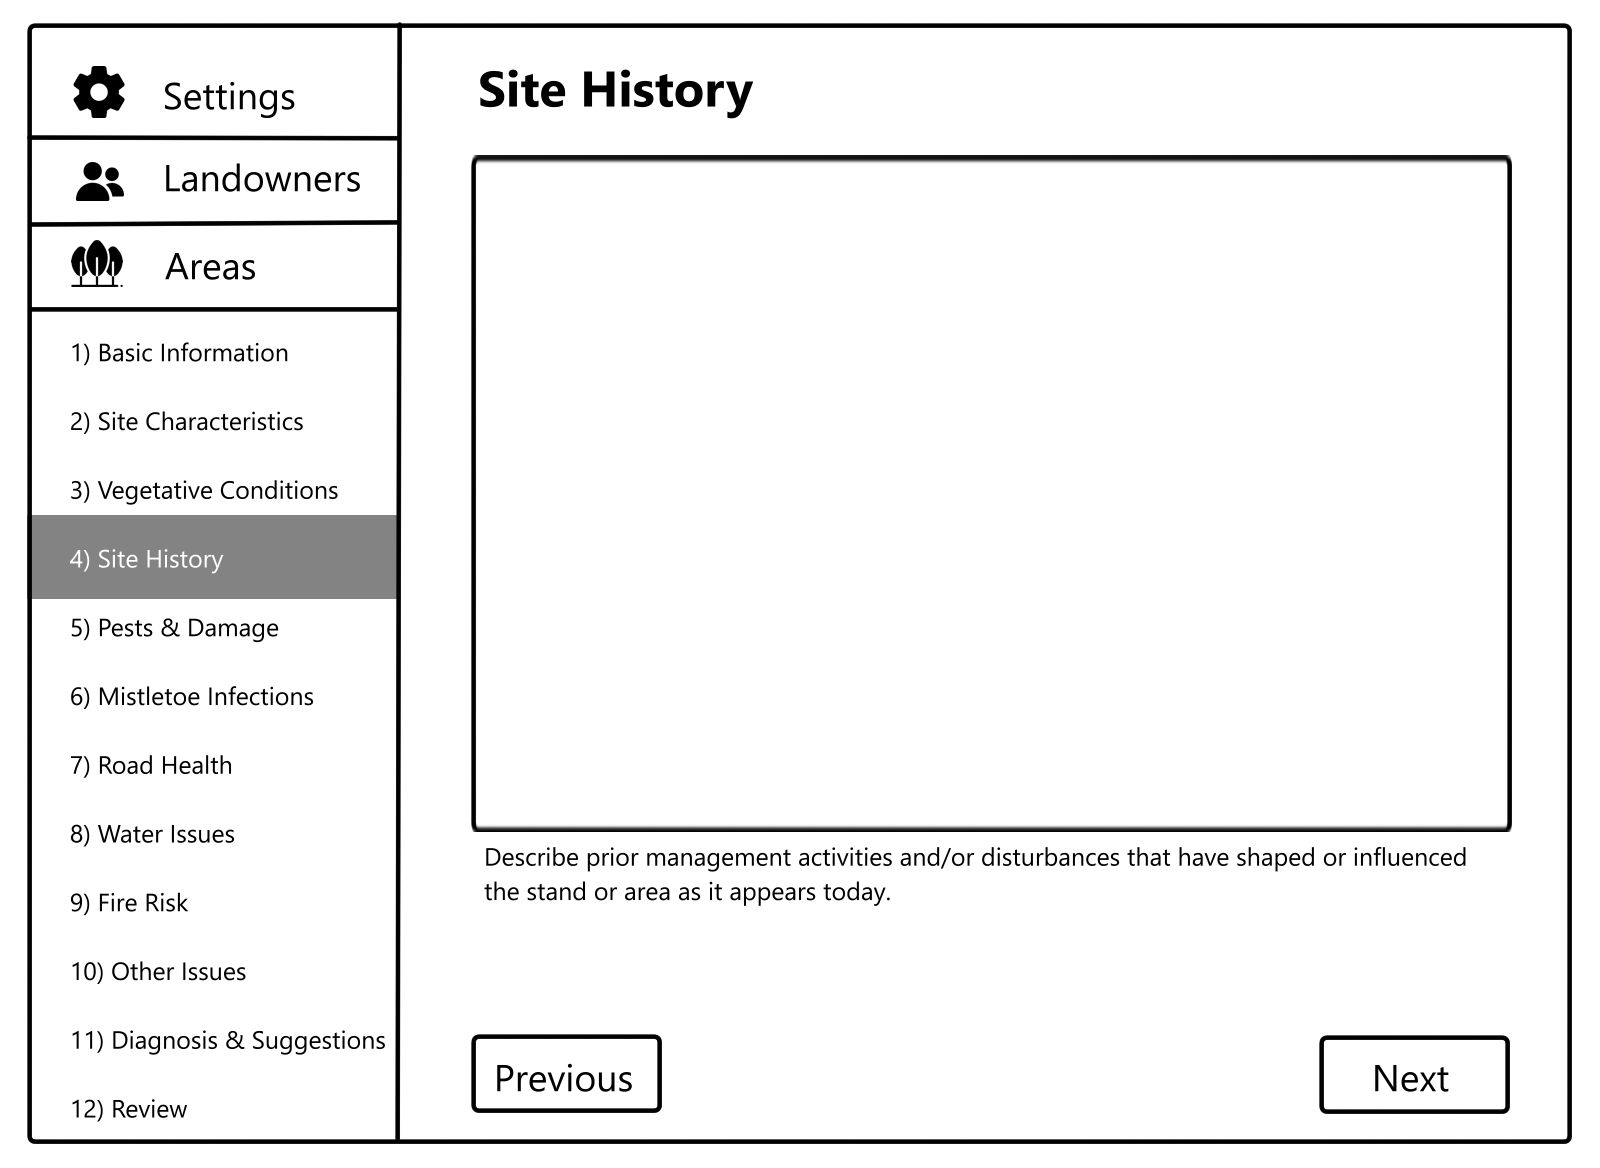 Settings
Landowners
Areas
1) Basic Information
2) Site Characteristics
3) Vegetative Conditions
4) Site History
5) Pests & Damage
6) Mistletoe Infections
7) Road Health
8) Water Issues
9) Fire Risk
10) Other Issues
11) Diagnosis & Suggestions
12) Review
Site History
Describe prior management activities and/or disturbances that have shaped or influenced
the stand or area as it appears today.
Previous
Next